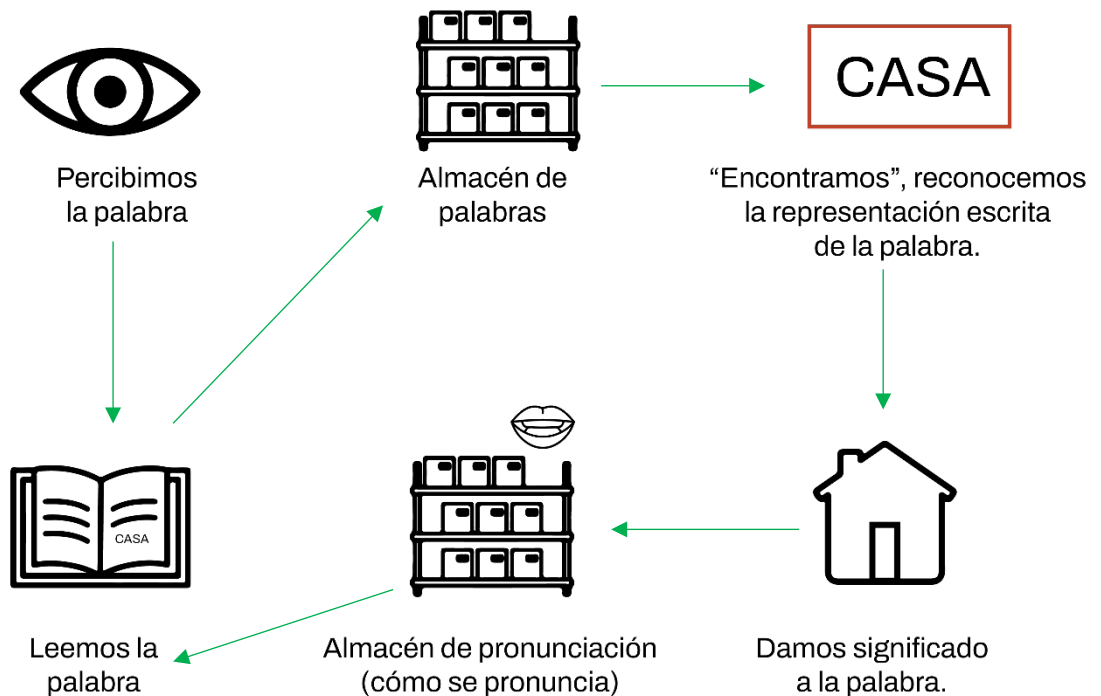 Percibimos
la palabra
Almacén de
palabras
CASA
“Encontramos”, reconocemos
la representación escrita
de la palabra.
CASA
Leemos la
palabra
Almacén de pronunciación
(cómo se pronuncia)
Damos significado
a la palabra.